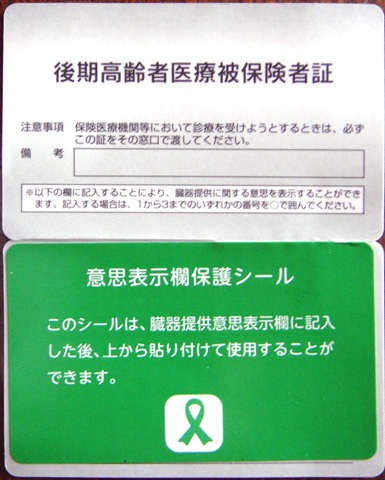 後期高齢者医療被保険者証
注意事項 保険医療機関等において診療を受けようとするときは、必ず
この証をその窓口で渡してください。
備考
※以下の欄に記入することにより、臓器提供に関する意思を表示することができ
ます。記入する場合は、1から3までのいずれかの番号を○で囲んでください。
意思表示欄保護シール
このシールは、臓器提供意思表示欄に記入
した後、上から貼り付けて使用することが
できます。